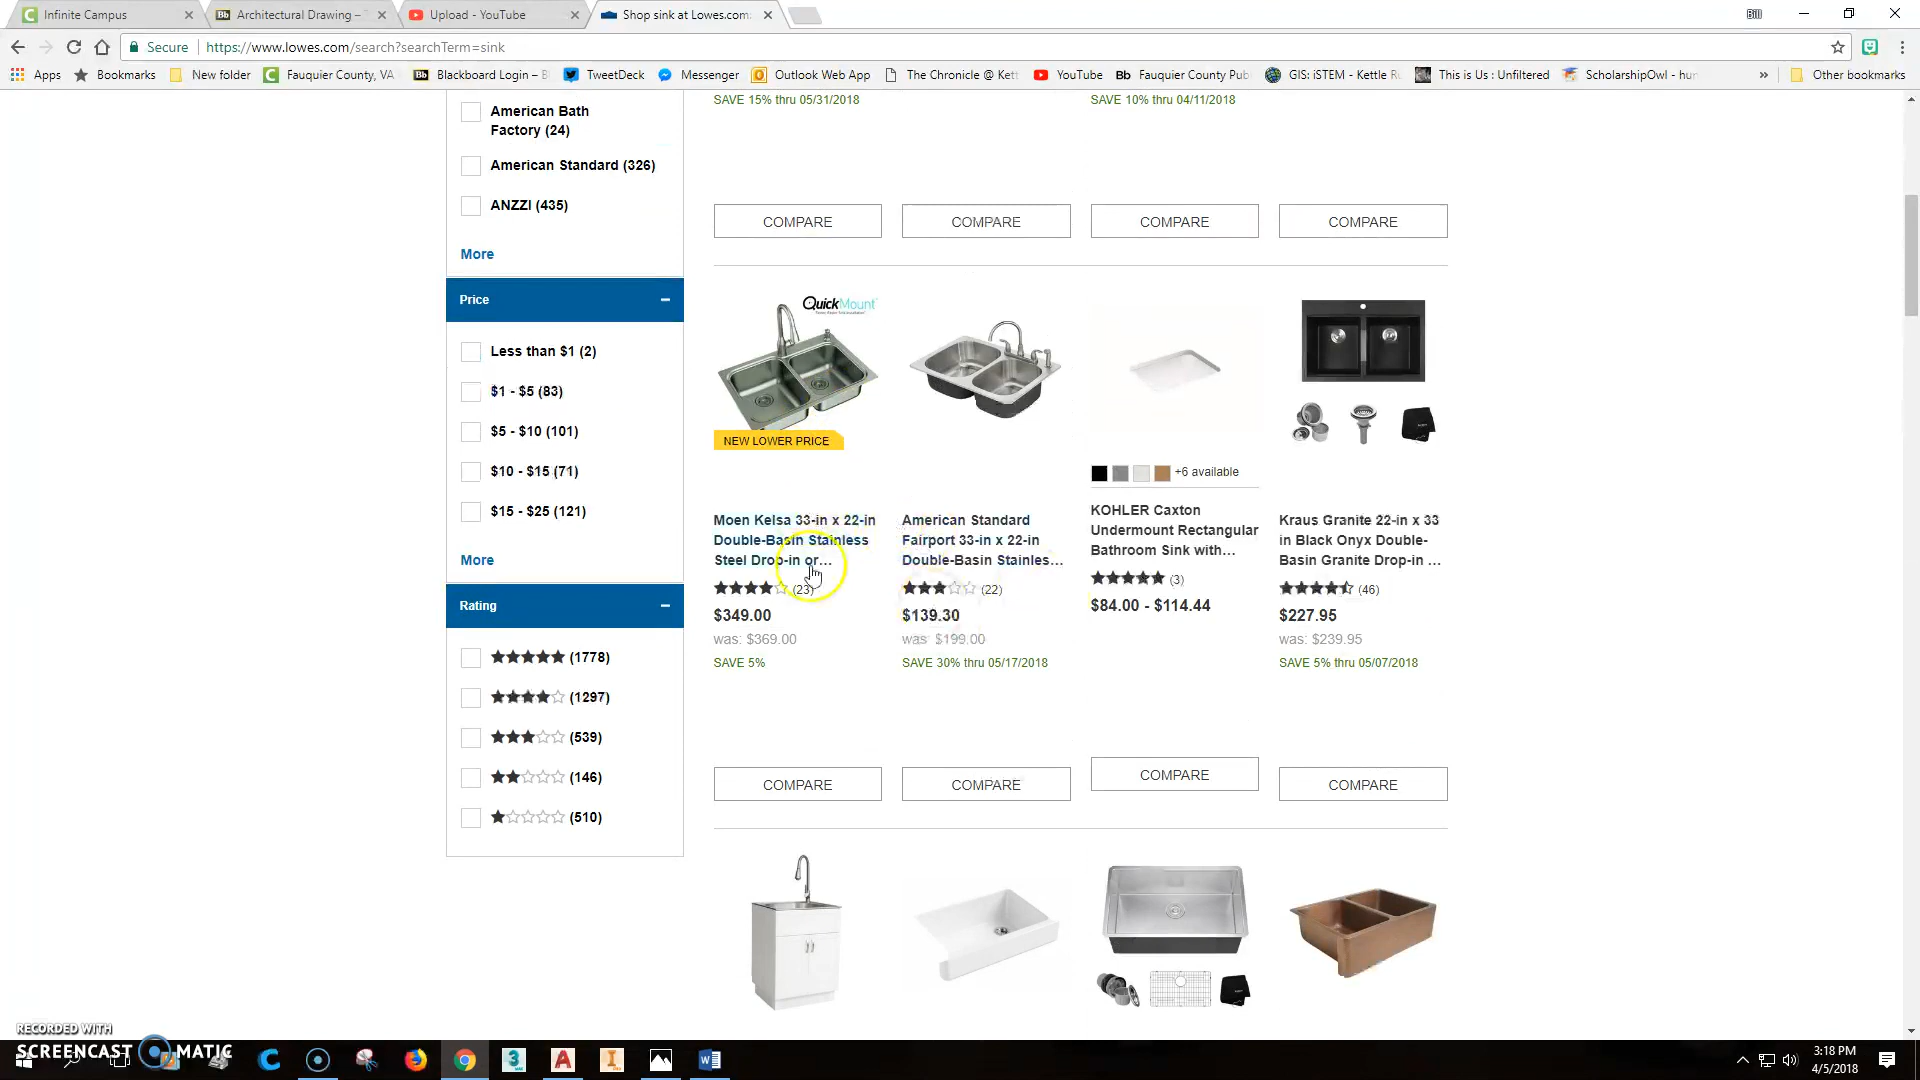 Infinite Campus
Architectural Drawing –
Upload - YouTube
Shop sink at Lowes.com:
Bill
Secure
https://www.lowes.com/search?searchTerm=sink
Apps
Bookmarks
New folder
Fauquier County, VA
Blackboard Login – B
TweetDeck
Messenger
Outlook Web App
The Chronicle @ Kett
YouTube
Fauquier County Pub
GIS: iSTEM - Kettle Ru
This is Us : Unfiltered
ScholarshipOwl - hun
»
Other bookmarks
American Bath
Factory (24)
American Standard (326)
ANZZI (435)
More
Price
Less than $1 (2)
$1 - $5 (83)
$5 - $10 (101)
$10 - $15 (71)
$15 - $25 (121)
More
Rating
(1778)
(1297)
(539)
(146)
(510)
SAVE 15% thru 05/31/2018
SAVE 10% thru 04/11/2018
COMPARE
COMPARE
COMPARE
COMPARE
QuickMount
NEW LOWER PRICE
Moen Kelsa 33-in x 22-in
Double-Basin Stainless
Steel Drop-in or...
(23)
$349.00
was: $369.00
SAVE 5%
American Standard
Fairport 33-in x 22-in
Double-Basin Stainles...
(22)
$139.30
was: $199.00
SAVE 30% thru 05/17/2018
+6 available
KOHLER Caxton
Undermount Rectangular
Bathroom Sink with...
(3)
$84.00 - $114.44
Kraus Granite 22-in x 33
in Black Onyx Double-
Basin Granite Drop-in ...
(46)
$227.95
was: $239.95
SAVE 5% thru 05/07/2018
COMPARE
COMPARE
COMPARE
COMPARE
RECORDED WITH
SCREENCAST MATIC
3:18 PM
4/5/2018